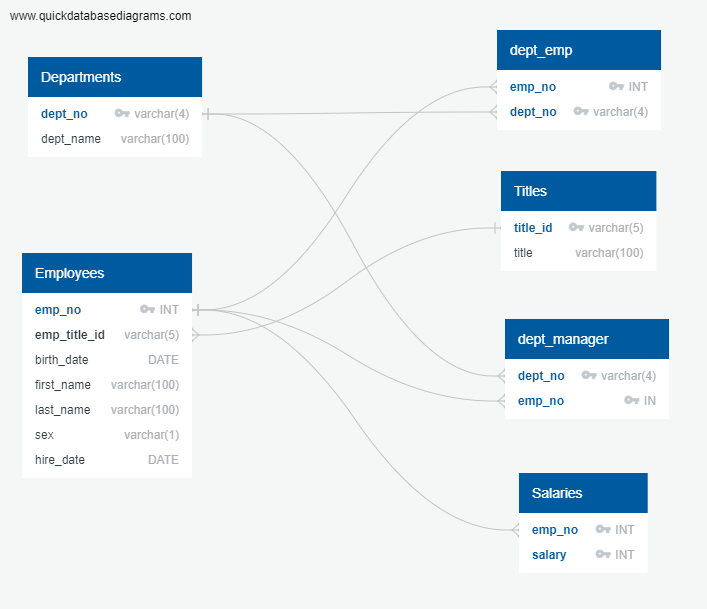 www.quickdatabasediagrams.com
Departments
dept_no varchar(4)
dept_name varchar(100)
Employees
emp_no INT
emp_title_id varchar(5)
birth_date DATE
first_name varchar(100)
last_name varchar(100)
sex varchar(1)
hire_date DATE
dept_emp
emp_no INT
dept_no varchar(4)
Titles
title_id varchar(5)
title varchar(100)
dept_manager
dept_no varchar(4)
emp_no IN
Salaries
emp_no INT
salary INT